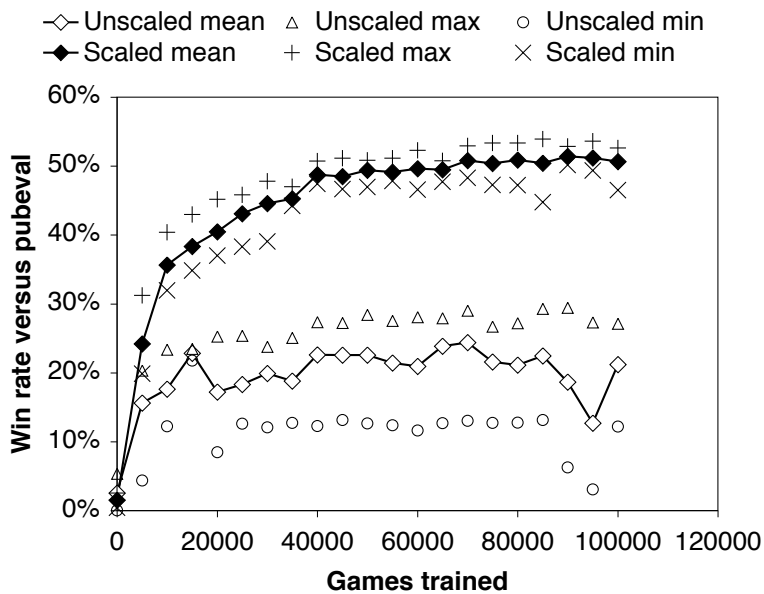 Unscaled mean Unscaled max Unscaled min
Scaled mean Scaled max Scaled min
60%
50%
40%
30%
20%
10%
0%
Win rate versus pubeval
0 20000 40000 60000 80000 100000 120000
Games trained